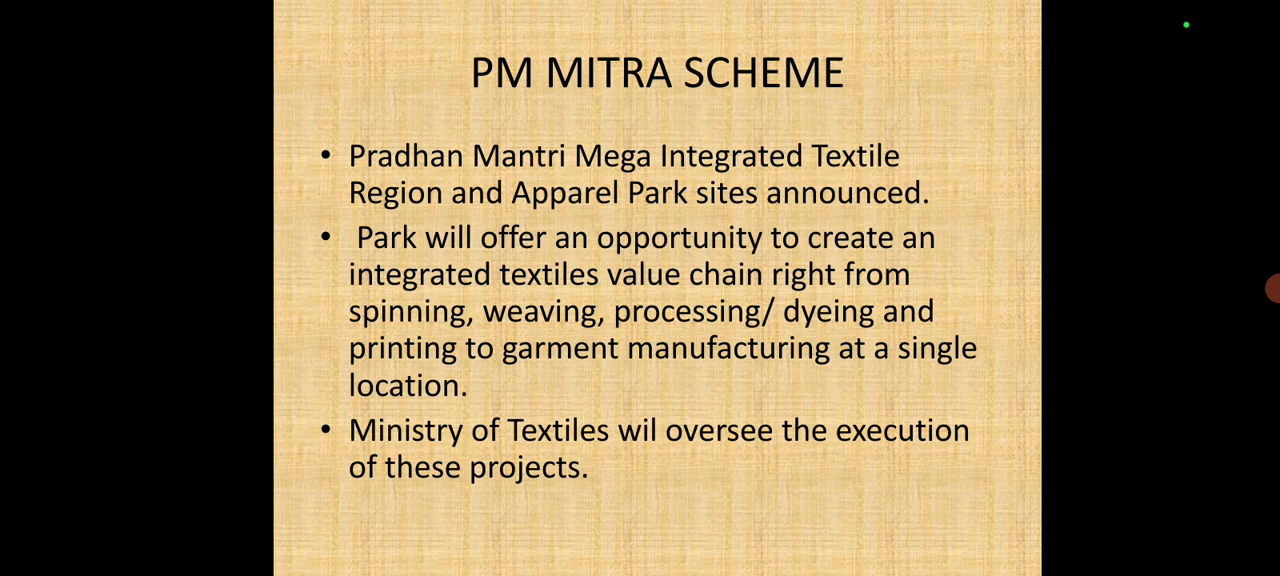 PM MITRA SCHEME
• Pradhan Mantri Mega Integrated Textile
Region and Apparel Park sites announced.
• Park will offer an opportunity to create an
integrated textiles value chain right from
spinning, weaving, processing/ dyeing and
printing to garment manufacturing at a single
location.
• Ministry of Textiles wil oversee the execution
of these projects.